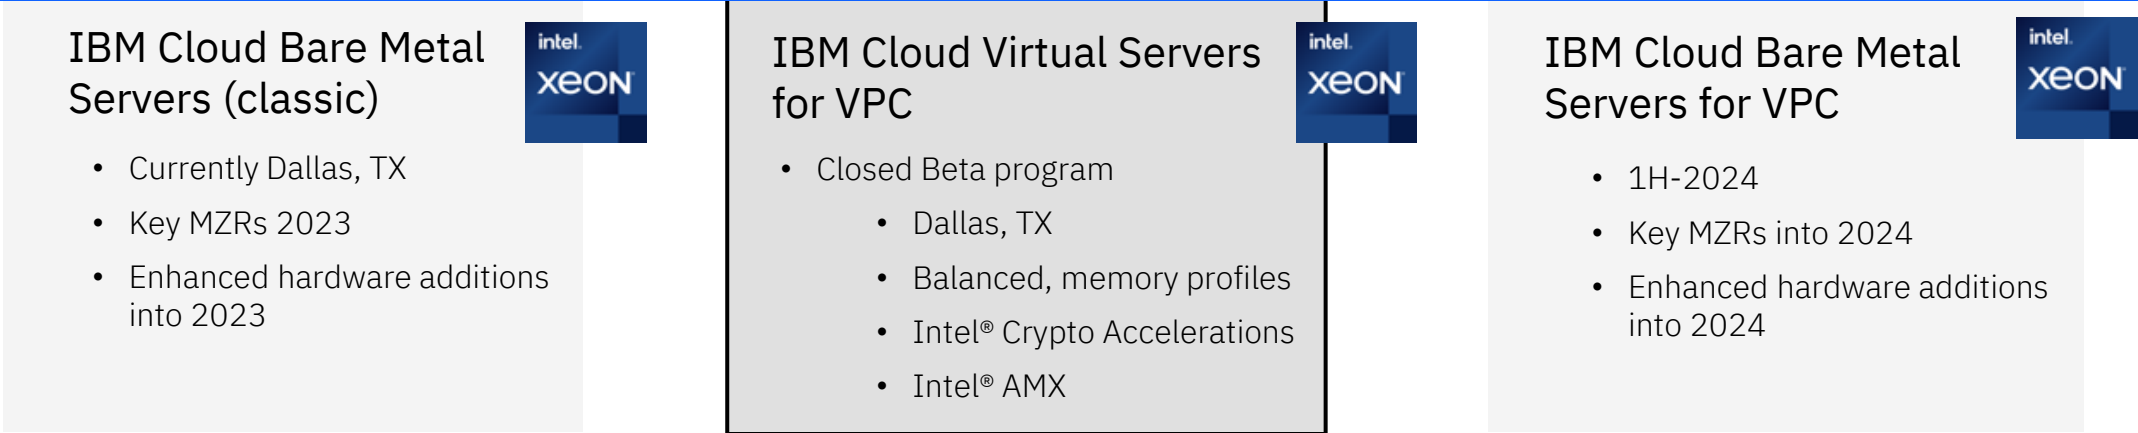 IBM Cloud Bare Metal
Servers (classic)
intel.
xeon
• Currently Dallas, TX
• Key MZRs 2023
• Enhanced hardware additions
into 2023
IBM Cloud Virtual Servers
for VPC
intel.
xeon
• Closed Beta program
• Dallas, TX
• Balanced, memory profiles
• Intel® Crypto Accelerations
• Intel® AMX
IBM Cloud Bare Metal
Servers for VPC
intel.
xeon
• 1H-2024
• Key MZRs into 2024
• Enhanced hardware additions
into 2024